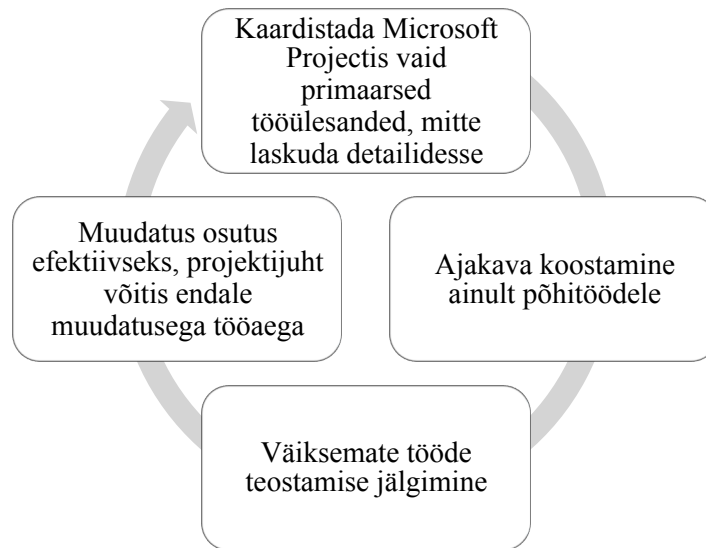 Kaardistada Microsoft
Projectis vaid
primaarsed
tööülesanded, mitte
laskuda detailidesse
Ajakava koostamine
ainult põhitöödele
Väiksemate tööde
teostamise jälgimine
Muudatus osutus
efektiivseks, projektijuht
võitis endale
muudatusega tööaega